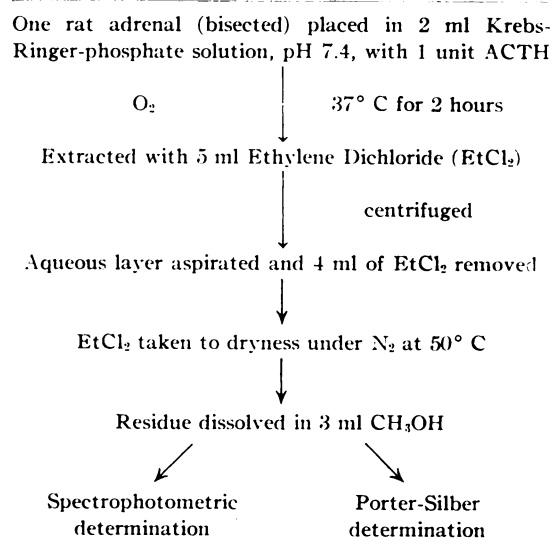 One rat adrenal (bisected) placed in 2 ml Krebs-
Ringer-phosphate solution, pH 7.4, with 1 unit ACTH
O₂ 37° C for 2 hours
Extracted with 5 ml Ethylene Dichloride (EtCl₂)
centrifuged
Aqueous layer aspirated and 4 ml of EtCl₂ removed
EtCl₂ taken to dryness under N₂ at 50° C
Residue dissolved in 3 ml CH₃OH
Spectrophotometric
determination
Porter-Silber
determination